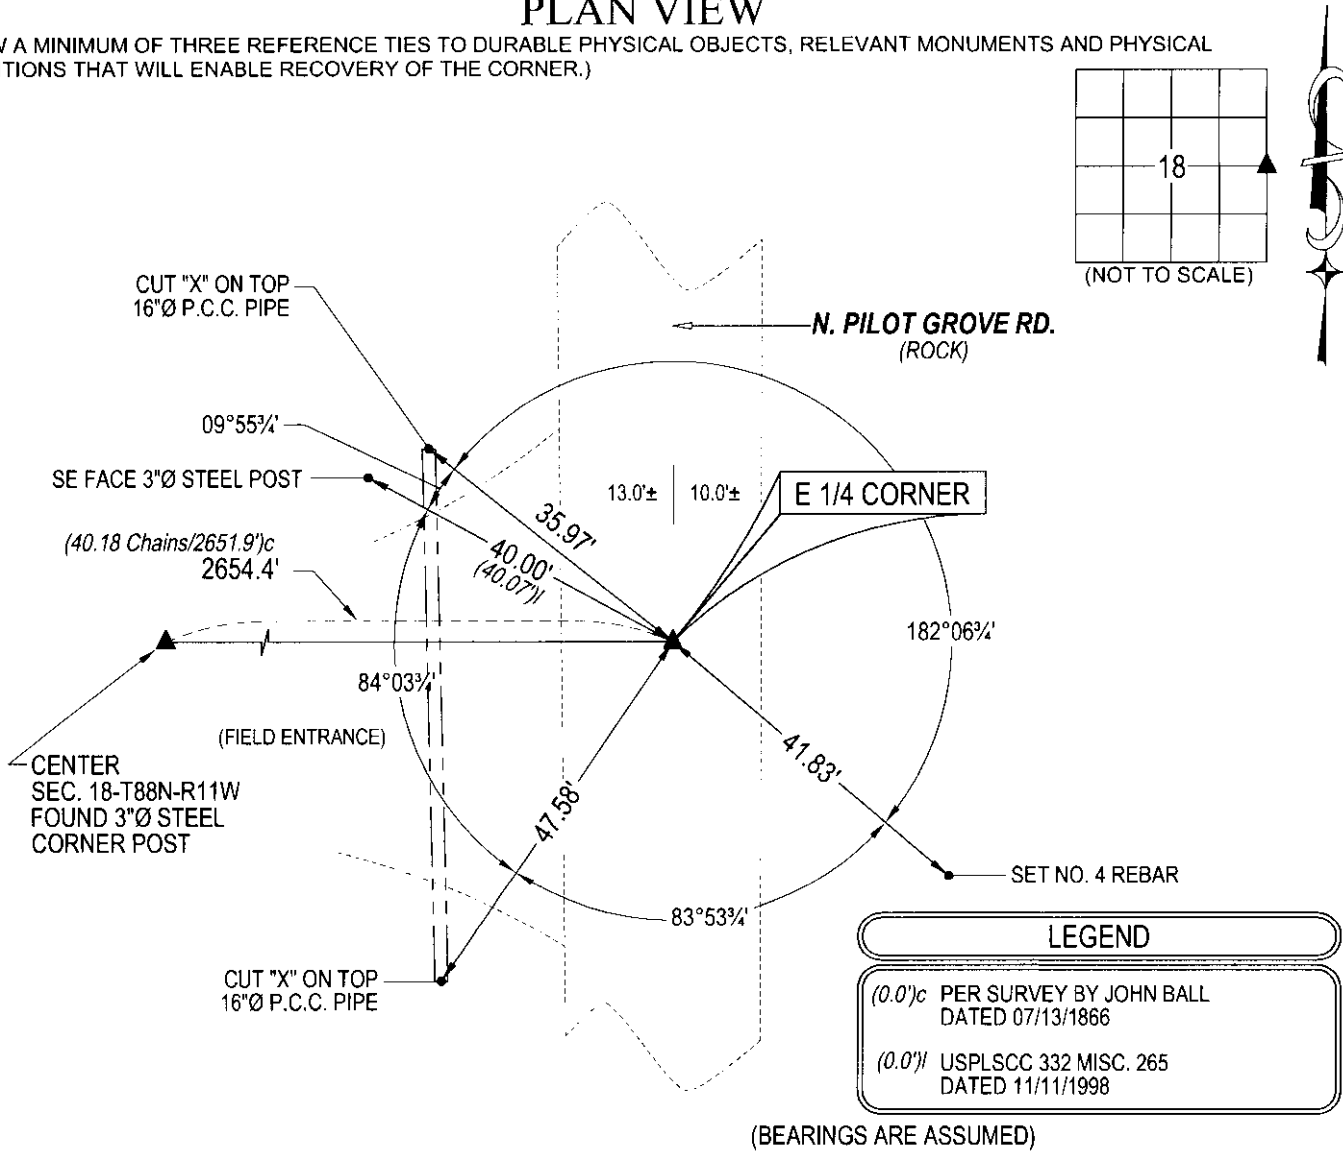 PLAN VIEW
A MINIMUM OF THREE REFERENCE TIES TO DURABLE PHYSICAL OBJECTS, RELEVANT MONUMENTS AND PHYSICAL
TIONS THAT WILL ENABLE RECOVERY OF THE CORNER.)
18
(NOT TO SCALE)
CUT "X" ON TOP
16"Ø P.C.C. PIPE
N. PILOT GROVE RD.
(ROCK)
09°55¾'
SE FACE 3"Ø STEEL POST
13.0'±
10.0'±
E 1/4 CORNER
35.97'
40.00'
(40.07')l
(40.18 Chains/2651.9')c
2654.4'
182°06¾'
84°03¾'
(FIELD ENTRANCE)
CENTER
SEC. 18-T88N-R11W
FOUND 3"Ø STEEL
CORNER POST
47.58'
41.83'
SET NO. 4 REBAR
83°53¾'
CUT "X" ON TOP
16"Ø P.C.C. PIPE
LEGEND
(0.0')c PER SURVEY BY JOHN BALL
DATED 07/13/1866
(0.0')l USPLSCC 332 MISC. 265
DATED 11/11/1998
(BEARINGS ARE ASSUMED)